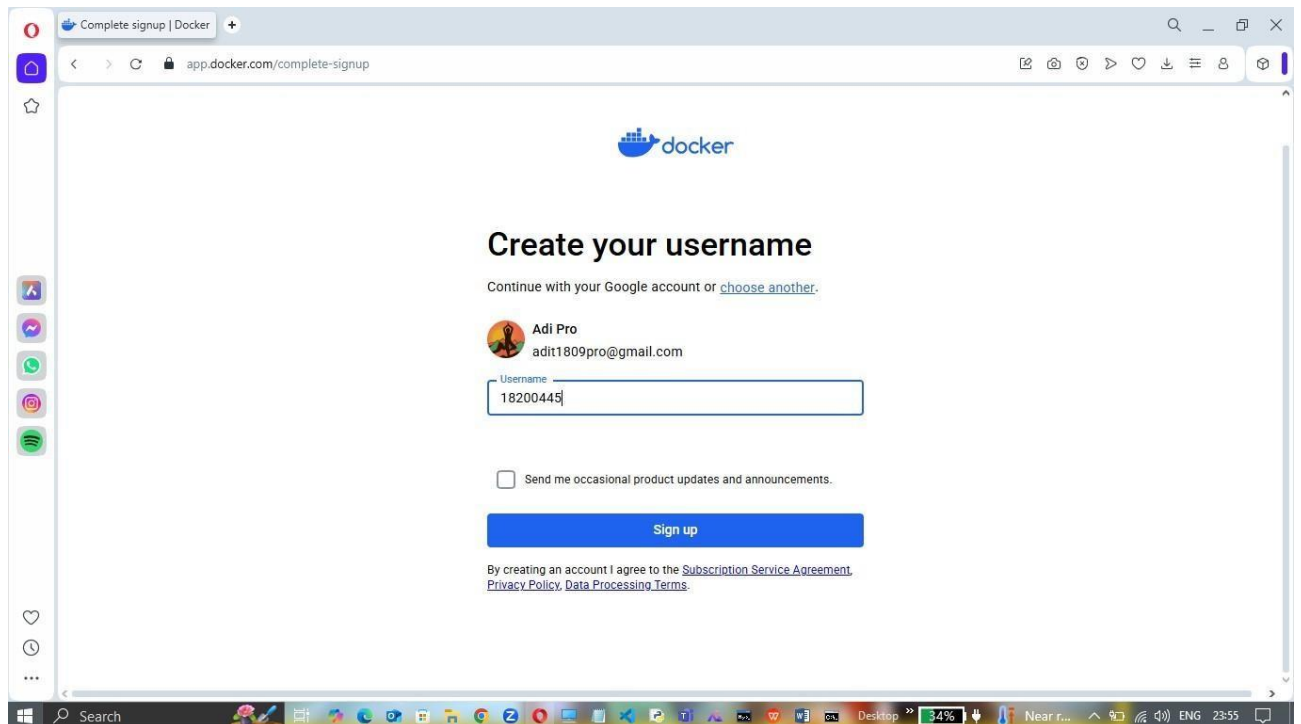 Complete signup | Docker
app.docker.com/complete-signup
docker
Create your username
Continue with your Google account or choose another.
Adi Pro
adit1809pro@gmail.com
Username
18200445
Send me occasional product updates and announcements.
Sign up
By creating an account I agree to the Subscription Service Agreement,
Privacy Policy, Data Processing Terms.
Search Desktop 34% Near r... ENG 23:55